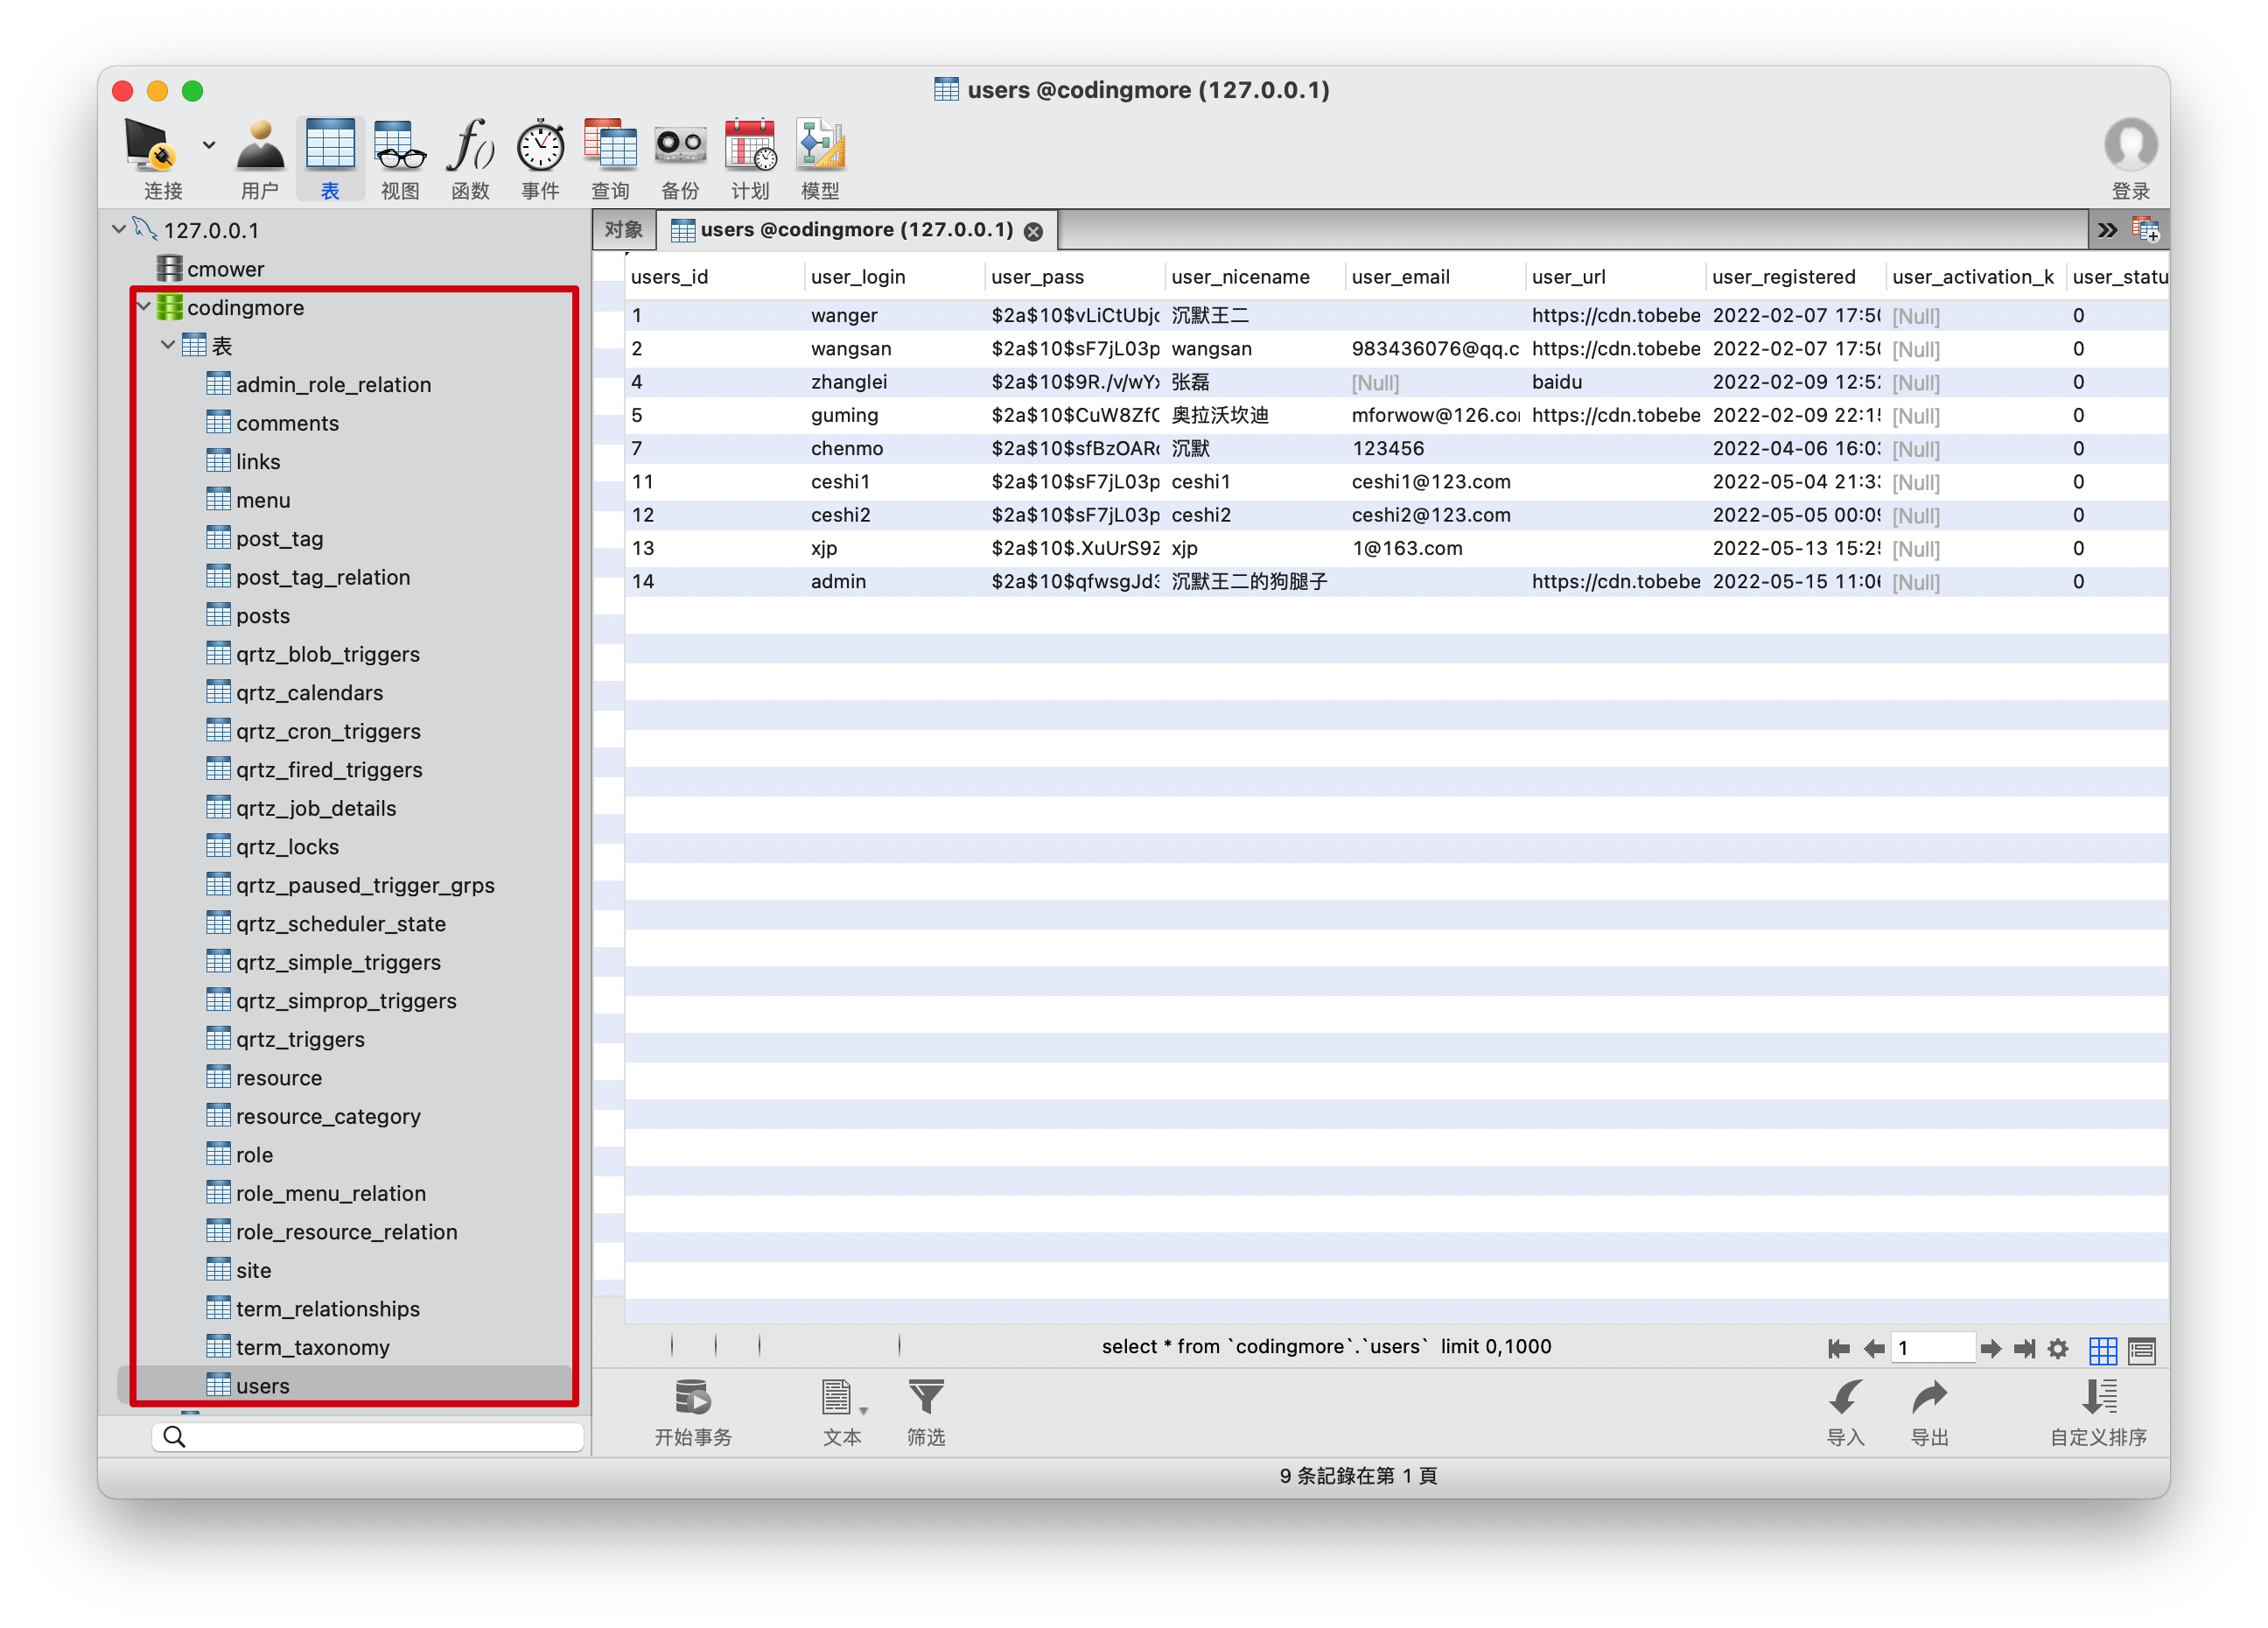 users @codingmore (127.0.0.1)
连接 用户 表 视图 函数 事件 查询 备份 计划 模型 登录
127.0.0.1
cmower
codingmore
表
admin_role_relation
comments
links
menu
post_tag
post_tag_relation
posts
qrtz_blob_triggers
qrtz_calendars
qrtz_cron_triggers
qrtz_fired_triggers
qrtz_job_details
qrtz_locks
qrtz_paused_trigger_grps
qrtz_scheduler_state
qrtz_simple_triggers
qrtz_simprop_triggers
qrtz_triggers
resource
resource_category
role
role_menu_relation
role_resource_relation
site
term_relationships
term_taxonomy
users
对象 users @codingmore (127.0.0.1)
users_id user_login user_pass user_nicename user_email user_url user_registered user_activation_k user_statu
1 wanger $2a$10$vLiCtUbj 沉默王二 https://cdn.tobebe 2022-02-07 17:50 [Null] 0
2 wangsan $2a$10$sF7jL03p wangsan 983436076@qq.c https://cdn.tobebe 2022-02-07 17:50 [Null] 0
4 zhanglei $2a$10$9R./v/wY 张磊 [Null] baidu 2022-02-09 12:5 [Null] 0
5 guming $2a$10$CuW8Zf 奥拉沃坎迪 mforwow@126.co https://cdn.tobebe 2022-02-09 22:1 [Null] 0
7 chenmo $2a$10$sfBzOAR 沉默 123456 2022-04-06 16:0 [Null] 0
11 ceshi1 $2a$10$sF7jL03p ceshi1 ceshi1@123.com 2022-05-04 21:3 [Null] 0
12 ceshi2 $2a$10$sF7jL03p ceshi2 ceshi2@123.com 2022-05-05 00:0 [Null] 0
13 xjp $2a$10$.XuUrS9Z xjp 1@163.com 2022-05-13 15:2 [Null] 0
14 admin $2a$10$qfwsgJd3 沉默王二的狗腿子 https://cdn.tobebe 2022-05-15 11:06 [Null] 0
select * from `codingmore`.`users` limit 0,1000
1
开始事务 文本 筛选 导入 导出 自定义排序
9 条記錄在第 1 頁